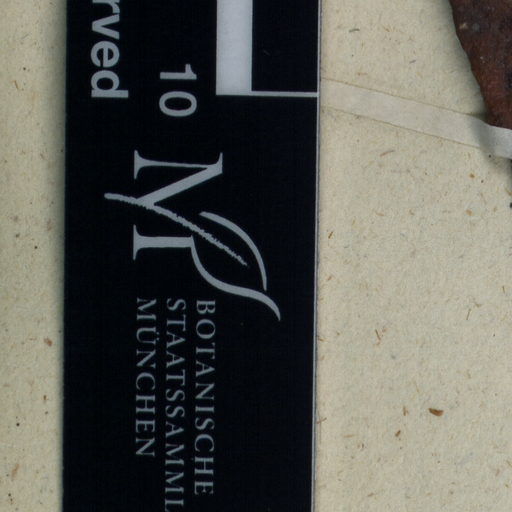 rved
10
BOTANISCHE
STAATSSAMML
MÜNCHEN